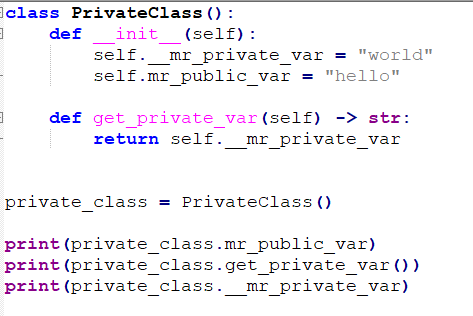 class PrivateClass():
    def __init__(self):
        self.__mr_private_var = "world"
        self.mr_public_var = "hello"
    def get_private_var(self) -> str:
        return self.__mr_private_var
private_class = PrivateClass()
print(private_class.mr_public_var)
print(private_class.get_private_var())
print(private_class.__mr_private_var)